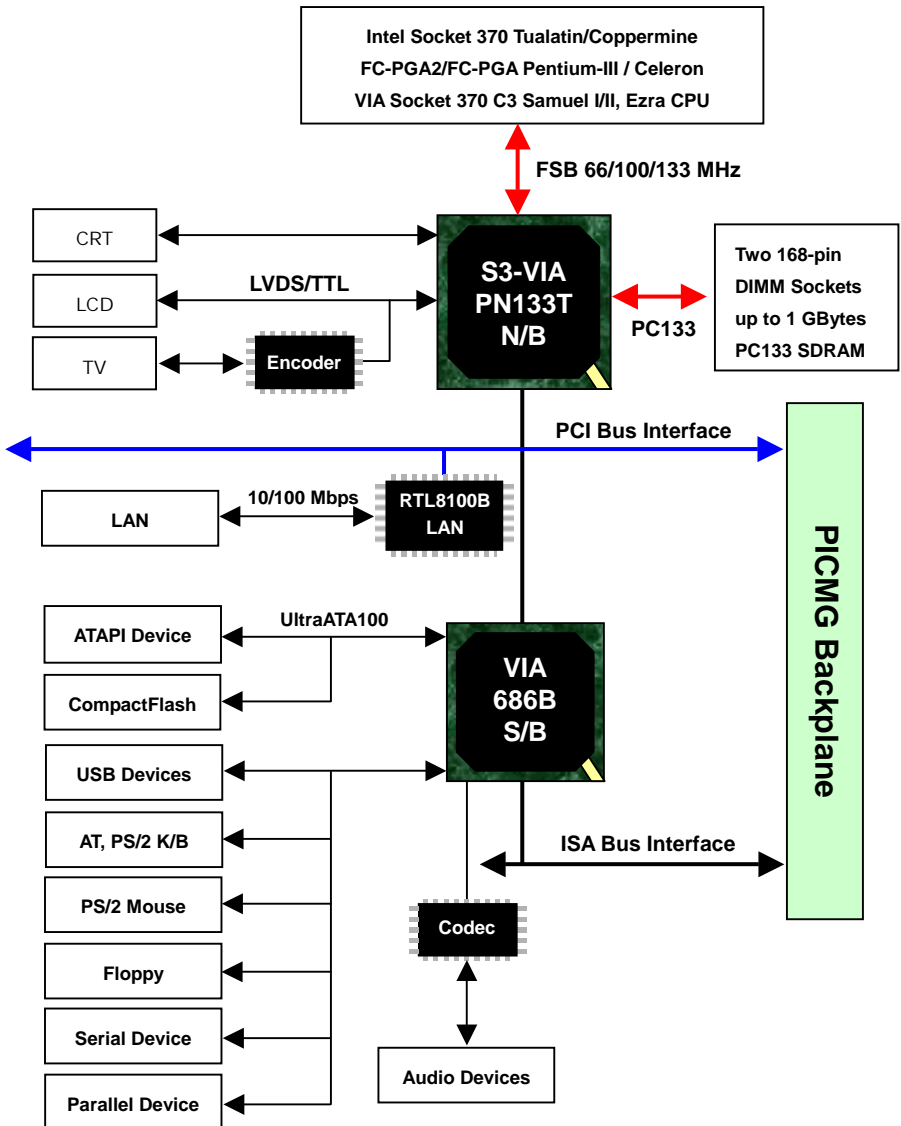 Intel Socket 370 Tualatin/Coppermine
FC-PGA2/FC-PGA Pentium-III / Celeron
VIA Socket 370 C3 Samuel I/II, Ezra CPU
FSB 66/100/133 MHz
CRT
LCD
TV
LVDS/TTL
Encoder
S3-VIA
PN133T
N/B
PC133
Two 168-pin
DIMM Sockets
up to 1 GBytes
PC133 SDRAM
PCI Bus Interface
LAN
10/100 Mbps
RTL8100B
LAN
PICMG Backplane
ATAPI Device
UltraATA100
CompactFlash
VIA
686B
S/B
USB Devices
AT, PS/2 K/B
ISA Bus Interface
PS/2 Mouse
Codec
Floppy
Serial Device
Audio Devices
Parallel Device